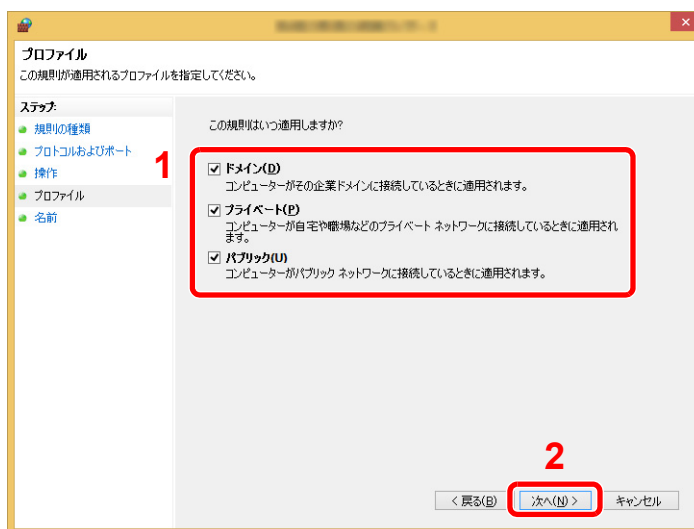 プロファイル
この規則が適用されるプロファイルを指定してください。
ステップ:
規則の種類
プロトコルおよびポート
操作
プロファイル
名前
この規則はいつ適用しますか?
1
ドメイン(D)
コンピューターがその企業ドメインに接続しているときに適用されます。
プライベート(P)
コンピューターが自宅や職場などのプライベート ネットワークに接続しているときに適用され
ます。
パブリック(U)
コンピューターがパブリック ネットワークに接続しているときに適用されます。
2
< 戻る(B)
次へ(N) >
キャンセル